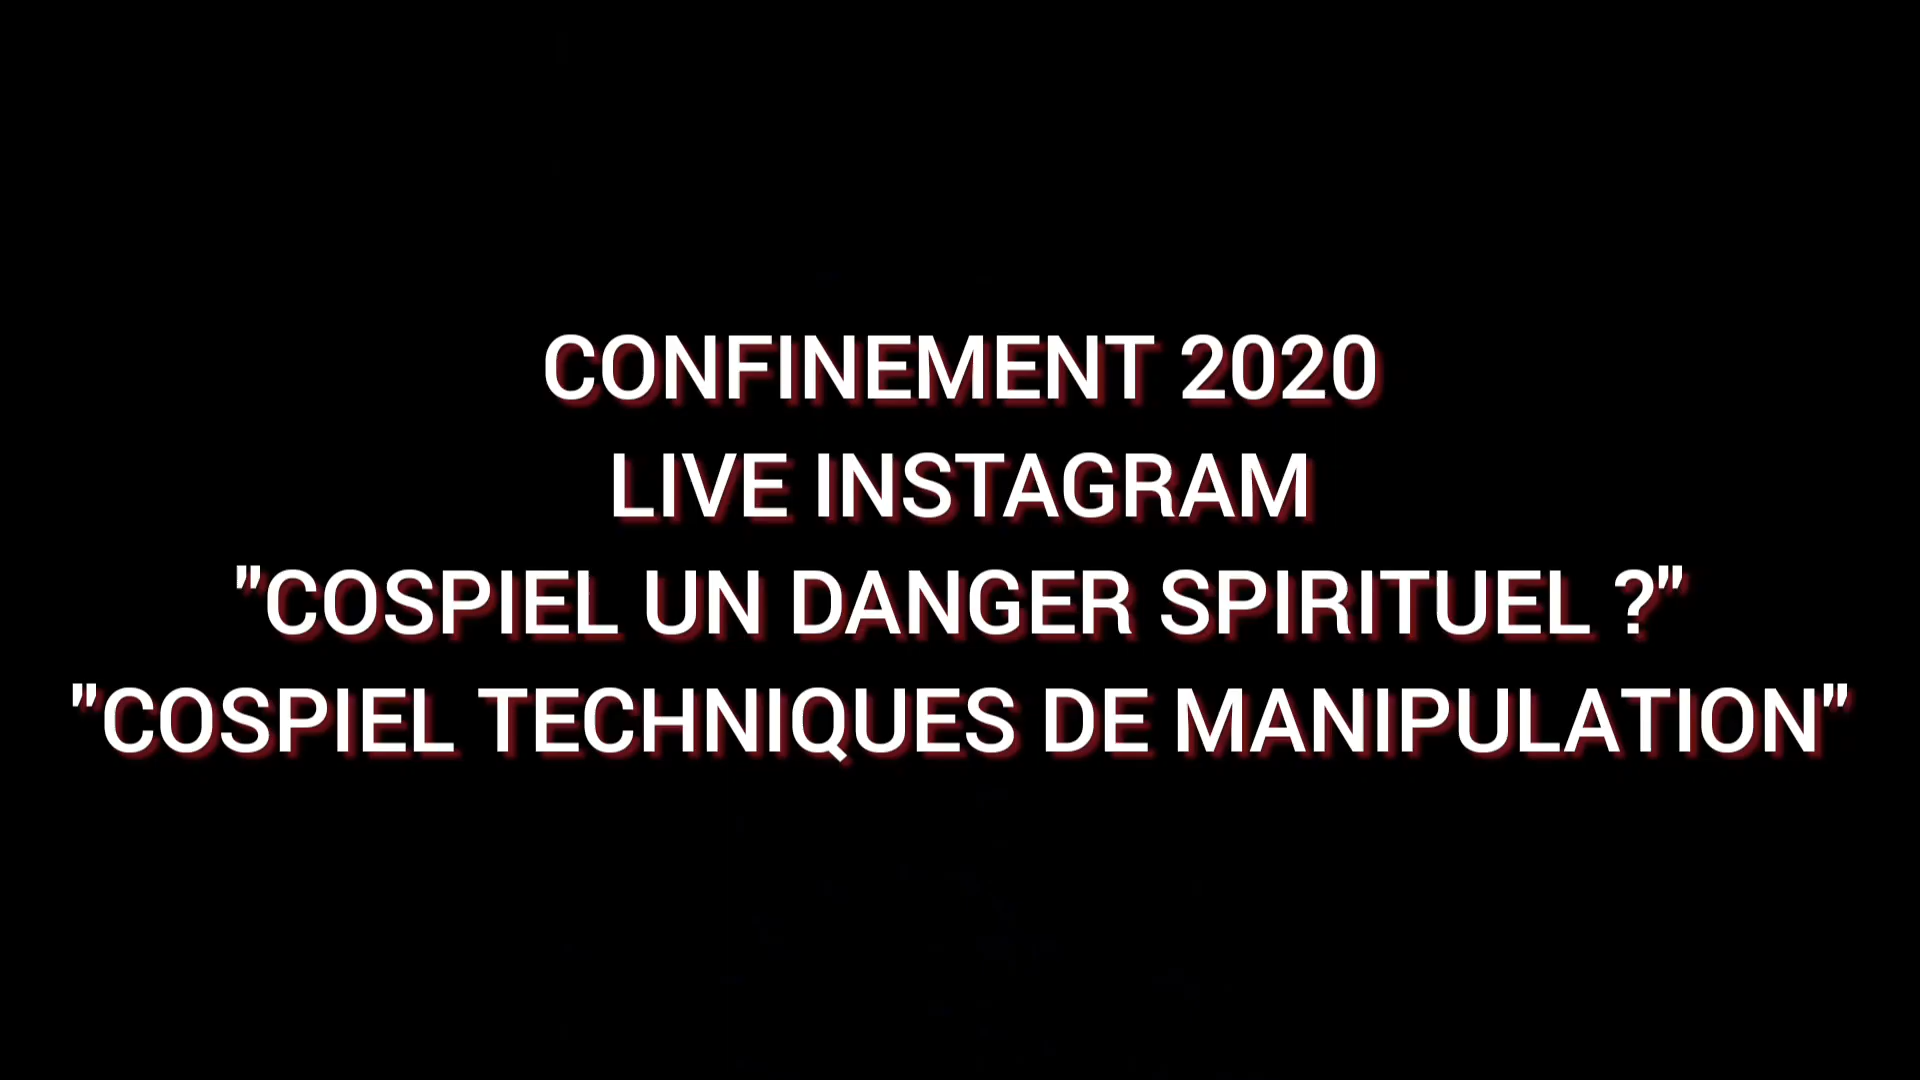 CONFINEMENT 2020
LIVE INSTAGRAM
"COSPIEL UN DANGER SPIRITUEL ?"
"COSPIEL TECHNIQUES DE MANIPULATION"